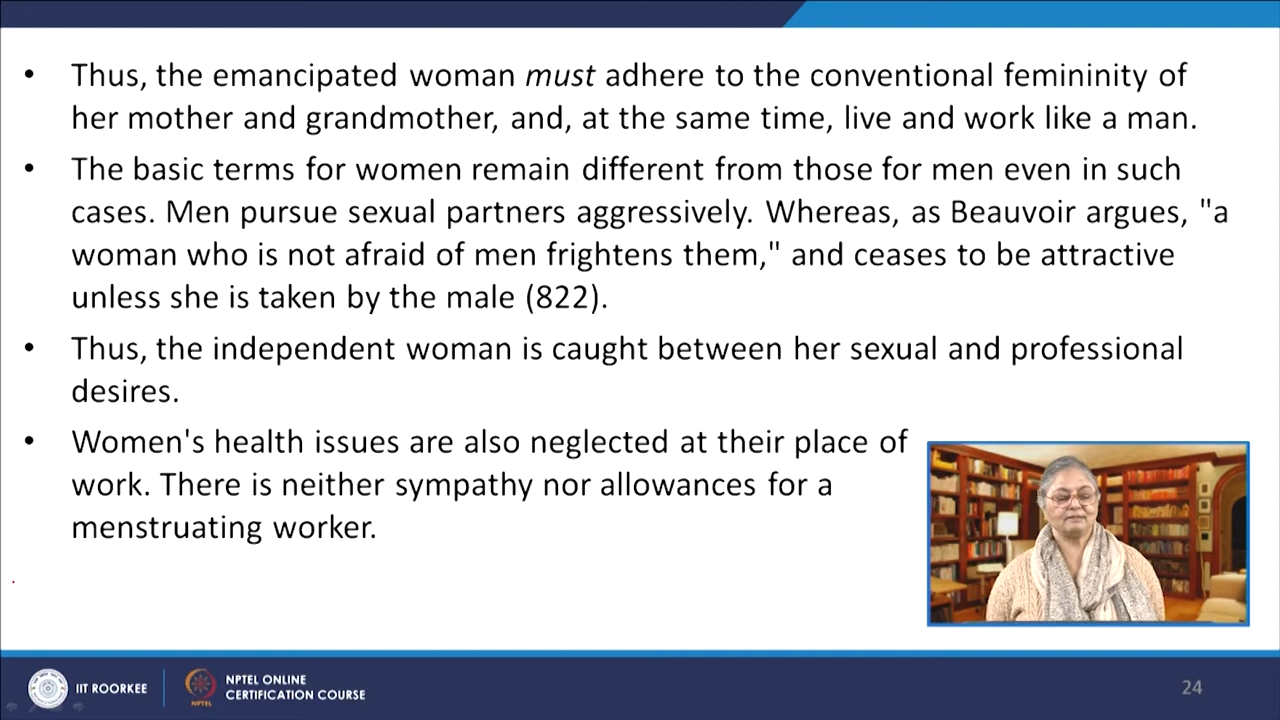 • Thus, the emancipated woman must adhere to the conventional femininity of
her mother and grandmother, and, at the same time, live and work like a man.
• The basic terms for women remain different from those for men even in such
cases. Men pursue sexual partners aggressively. Whereas, as Beauvoir argues, "a
woman who is not afraid of men frightens them," and ceases to be attractive
unless she is taken by the male (822).
• Thus, the independent woman is caught between her sexual and professional
desires.
• Women's health issues are also neglected at their place of
work. There is neither sympathy nor allowances for a
menstruating worker.
IIT ROORKEE
NPTEL
NPTEL ONLINE
CERTIFICATION COURSE
24